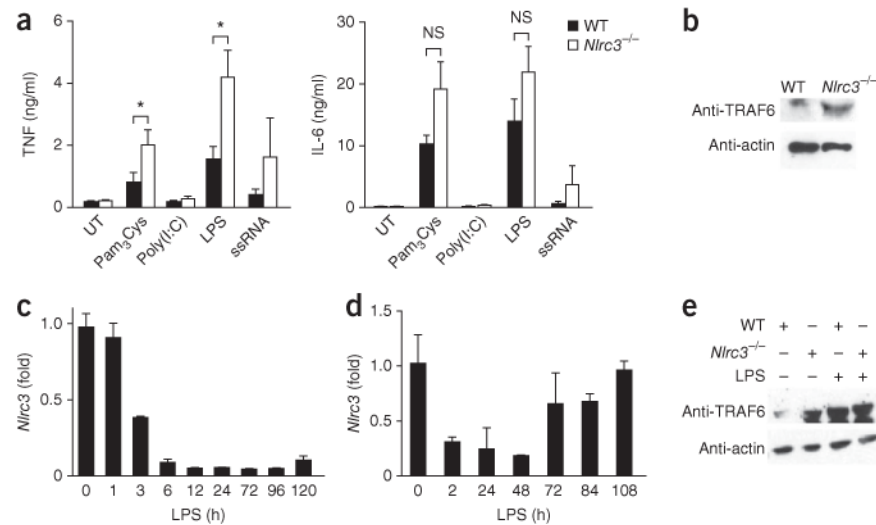 a
TNF (ng/ml)
6
4
2
0
*
*
UT
Pam₃Cys
Poly(I:C)
LPS
ssRNA
IL-6 (ng/ml)
30
20
10
0
NS
NS
WT
Nlrc3⁻/⁻
UT
Pam₃Cys
Poly(I:C)
LPS
ssRNA
b
WT Nlrc3⁻/⁻
Anti-TRAF6
Anti-actin
c
Nlrc3 (fold)
1.0
0.5
0
0 1 3 6 12 24 72 96 120
LPS (h)
d
Nlrc3 (fold)
1.5
1.0
0.5
0
0 2 24 48 72 84 108
LPS (h)
e
WT + – + –
Nlrc3⁻/⁻ – + – +
LPS – – + +
Anti-TRAF6
Anti-actin